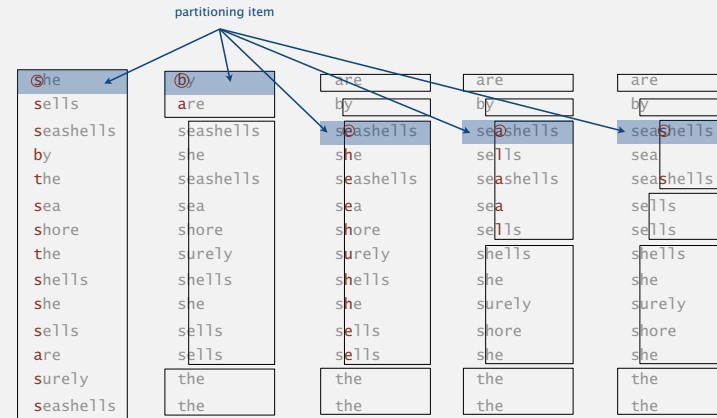 partitioning item
she by are are are
sells are by by by
seashells seashells seashells seashells seashells
by she she sells sea
the seashells seashells seashells seashells
sea sea sea sea sells
shore shore shore sells sells
the surely surely shells shells
shells shells shells she she
she she she surely surely
sells sells sells shore shore
are sells sells she she
surely the the the the
seashells the the the the